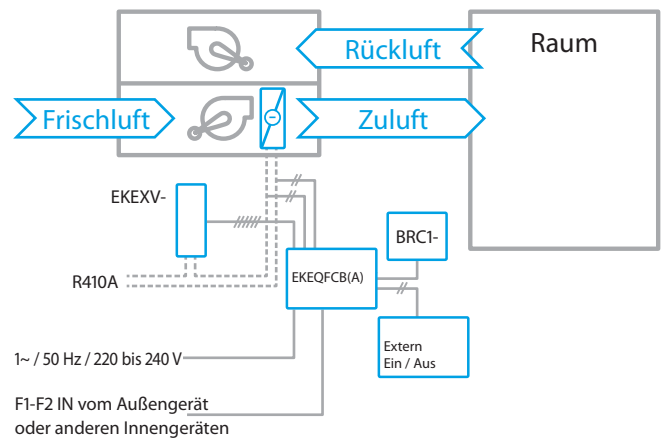 Rückluft
Raum
Frischluft
Zuluft
EKEXV-
BRC1-
R410A
EKEQFCB(A)
Extern
Ein / Aus
1~ / 50 Hz / 220 bis 240 V
F1-F2 IN vom Außengerät
oder anderen Innengeräten